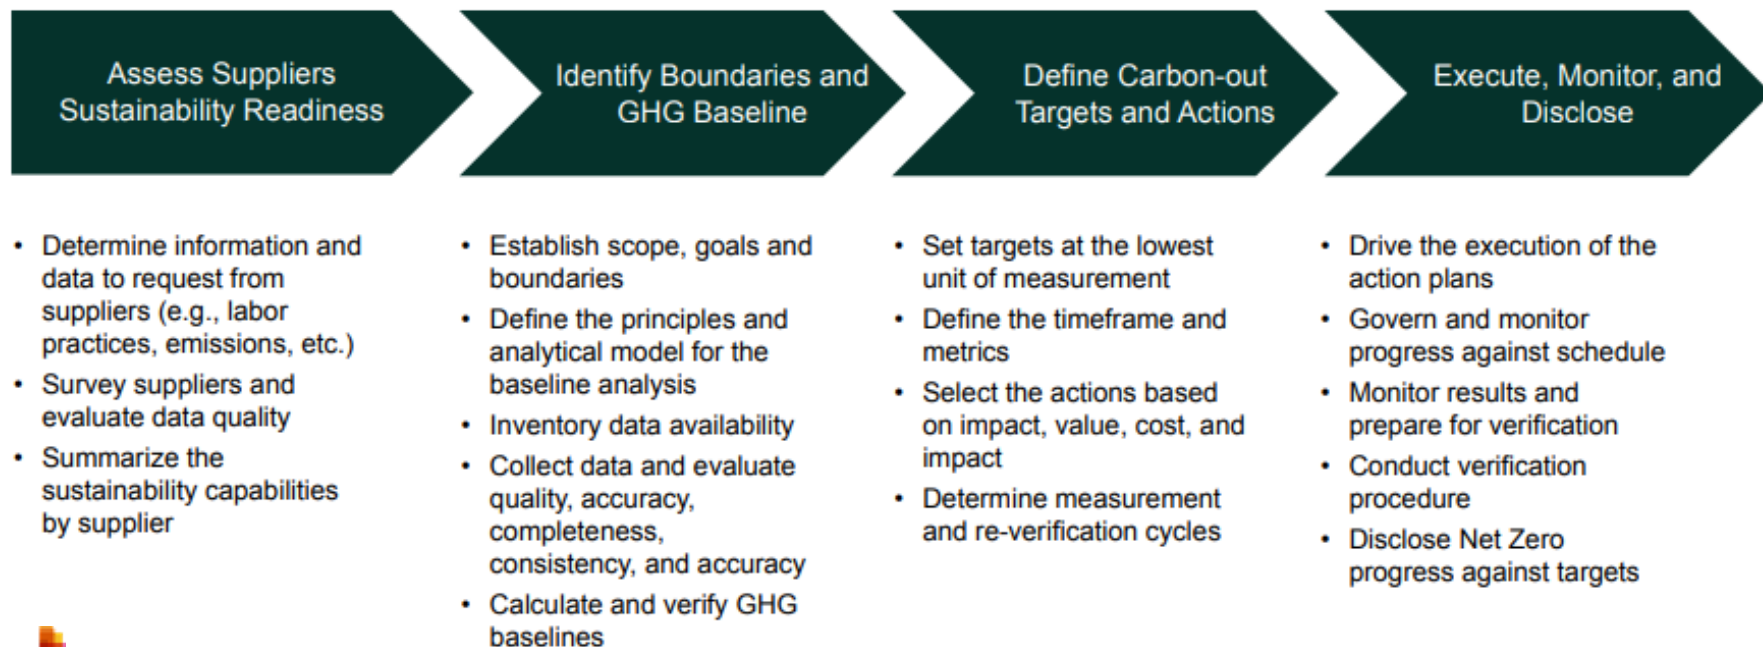 Assess Suppliers
Sustainability Readiness
Identify Boundaries and
GHG Baseline
Define Carbon-out
Targets and Actions
Execute, Monitor, and
Disclose
• Determine information and
data to request from
suppliers (e.g., labor
practices, emissions, etc.)
• Survey suppliers and
evaluate data quality
• Summarize the
sustainability capabilities
by supplier
• Establish scope, goals and
boundaries
• Define the principles and
analytical model for the
baseline analysis
• Inventory data availability
• Collect data and evaluate
quality, accuracy,
completeness,
consistency, and accuracy
• Calculate and verify GHG
baselines
• Set targets at the lowest
unit of measurement
• Define the timeframe and
metrics
• Select the actions based
on impact, value, cost, and
impact
• Determine measurement
and re-verification cycles
• Drive the execution of the
action plans
• Govern and monitor
progress against schedule
• Monitor results and
prepare for verification
• Conduct verification
procedure
• Disclose Net Zero
progress against targets